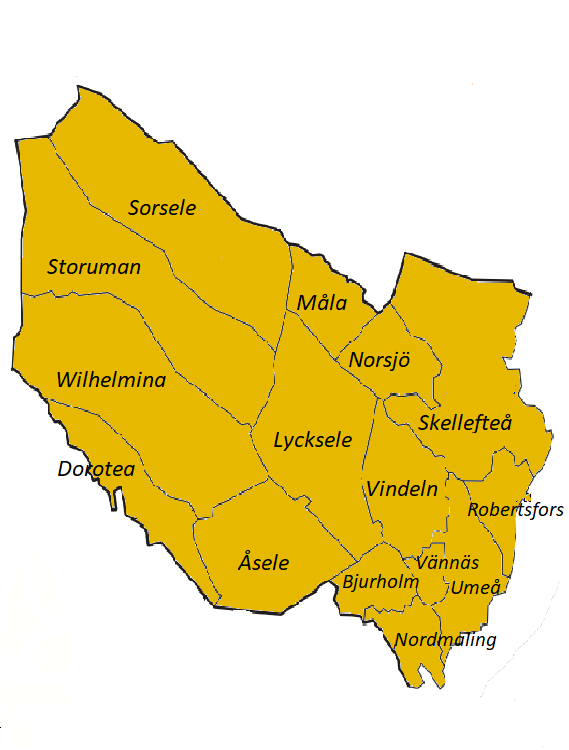 Sorsele
Storuman
Måla
Norsjö
Wilhelmina
Skellefteå
Lycksele
Dorotea
Vindeln
Robertsfors
Åsele
Vännäs
Bjurholm
Umeå
Nordmaling